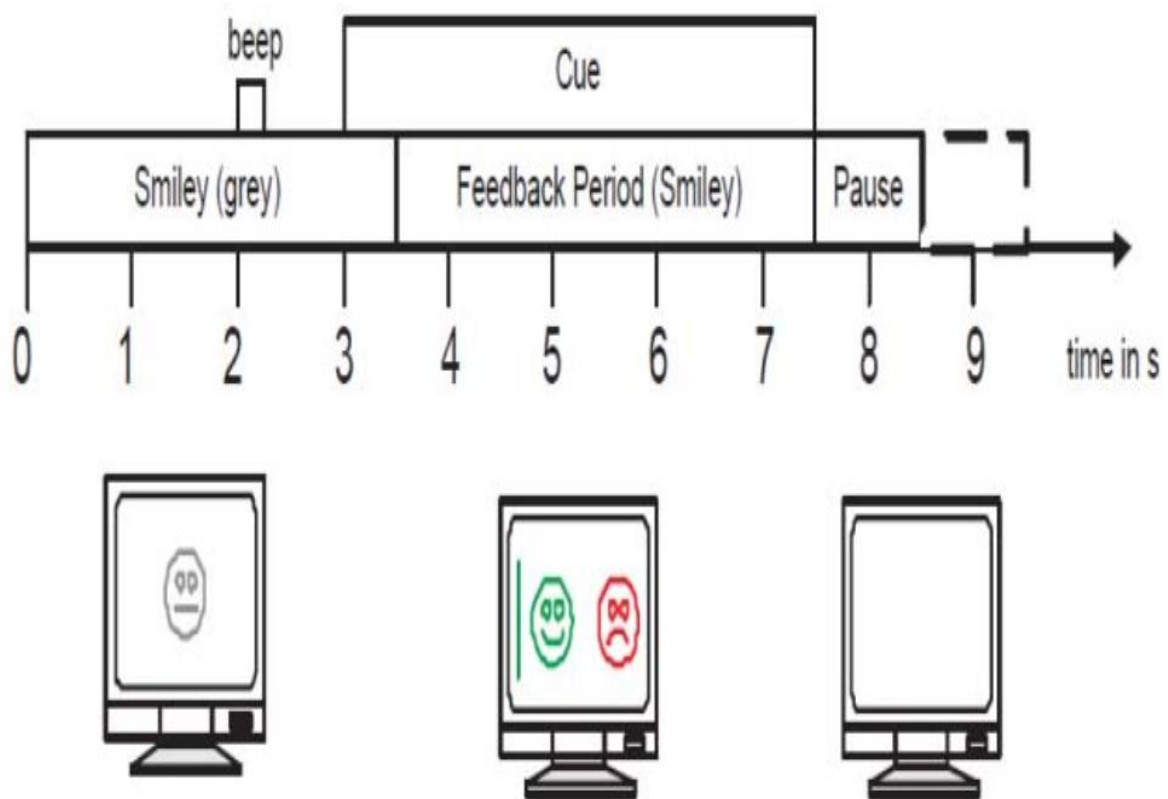 beep
Cue
Smiley (grey)
Feedback Period (Smiley)
Pause
0 1 2 3 4 5 6 7 8 9 time in s